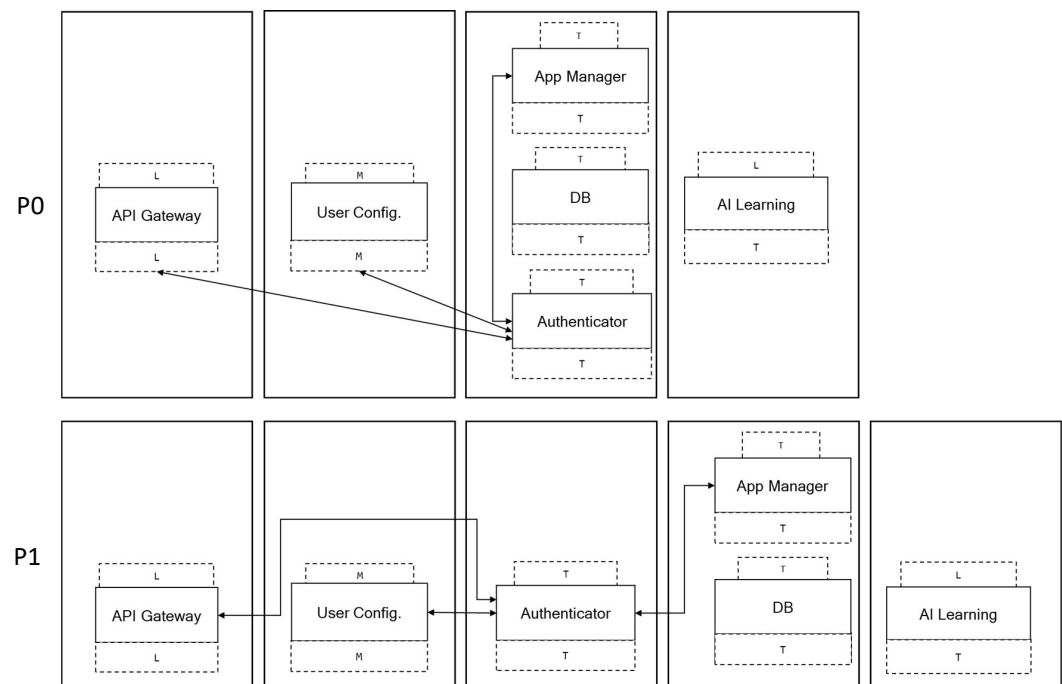 P0
L
API Gateway
L
M
User Config.
M
T
App Manager
T
T
DB
T
T
Authenticator
T
L
AI Learning
T
P1
L
API Gateway
L
M
User Config.
M
T
Authenticator
T
T
App Manager
T
T
DB
T
L
AI Learning
T